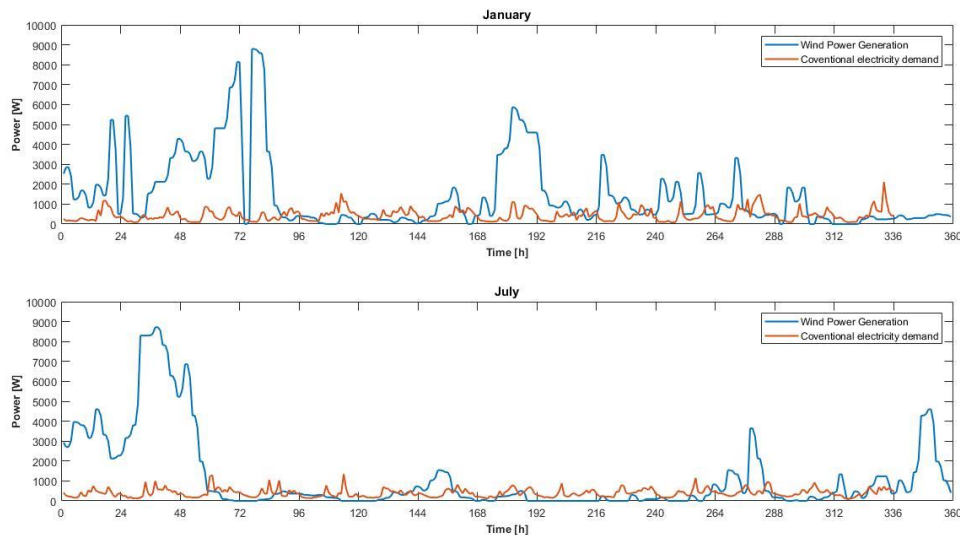 January
10000
9000
8000
7000
6000
5000
4000
3000
2000
1000
0
Power [W]
Wind Power Generation
Coventional electricity demand
0 24 48 72 96 120 144 168 192 216 240 264 288 312 336 360
Time [h]
July
10000
9000
8000
7000
6000
5000
4000
3000
2000
1000
0
Power [W]
Wind Power Generation
Coventional electricity demand
0 24 48 72 96 120 144 168 192 216 240 264 288 312 336 360
Time [h]